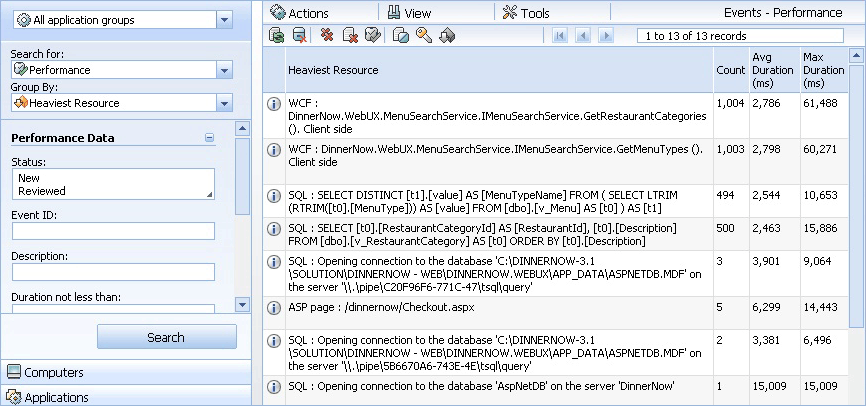 All application groups
Search for:
Performance
Group By:
Heaviest Resource
Performance Data
Status:
New
Reviewed
Event ID:
Description:
Duration not less than:
Search
Computers
Applications
Actions
View
Tools
Events - Performance
1 to 13 of 13 records
Heaviest Resource
Count
Avg
Duration
(ms)
Max
Duration
(ms)
WCF :
DinnerNow.WebUX.MenuSearchService.IMenuSearchService.GetRestaurantCategories
(). Client side
1,004
2,786
61,488
WCF : DinnerNow.WebUX.MenuSearchService.IMenuSearchService.GetMenuTypes ().
Client side
1,003
2,798
60,271
SQL : SELECT DISTINCT [t1].[value] AS [MenuTypeName] FROM ( SELECT LTRIM
(RTRIM([t0].[MenuType])) AS [value] FROM [dbo].[v_Menu] AS [t0] ) AS [t1]
494
2,544
10,653
SQL : SELECT [t0].[RestaurantCategoryId] AS [RestaurantId], [t0].[Description]
FROM [dbo].[v_RestaurantCategory] AS [t0] ORDER BY [t0].[Description]
500
2,463
15,886
SQL : Opening connection to the database 'C:\DINNERNOW-3.1
\SOLUTION\DINNERNOW - WEB\DINNERNOW.WEBUX\APP_DATA\ASPNETDB.MDF' on
the server '\\.\pipe\C20F96F6-771C-47\tsql\query'
3
3,901
9,064
ASP page : /dinnernow/Checkout.aspx
5
6,299
14,443
SQL : Opening connection to the database 'C:\DINNERNOW-3.1
\SOLUTION\DINNERNOW - WEB\DINNERNOW.WEBUX\APP_DATA\ASPNETDB.MDF' on
the server '\\.\pipe\5B6670A6-743E-4E\tsql\query'
2
3,381
6,496
SQL : Opening connection to the database 'AspNetDB' on the server 'DinnerNow'
1
15,009
15,009